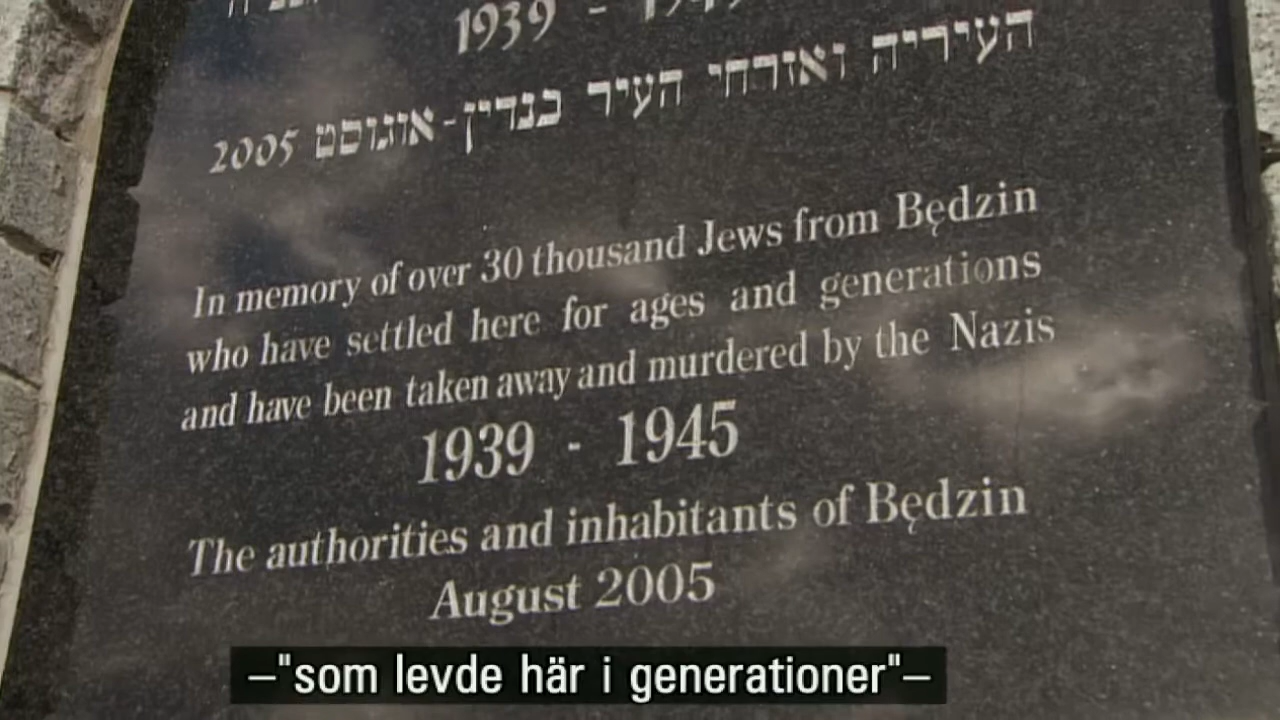 1939 -
העיריה ואזרחי העיר בנדין-אוגוסט 2005
In memory of over 30 thousand Jews from Będzin
who have settled here for ages and generations
and have been taken away and murdered by the Nazis
1939 - 1945
The authorities and inhabitants of Będzin
August 2005
–"som levde här i generationer"–